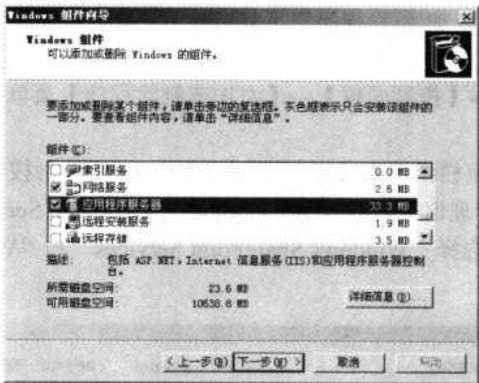 Windows 组件向导
Windows 组件
可以添加或删除 Windows 的组件。
要添加或删除某个组件，请单击旁边的复选框。灰色框表示只会安装该组件的
一部分。要查看组件内容，请单击“详细信息”。
组件(C):
索引服务 0.0 MB
网络服务 2.6 MB
应用程序服务器 33.3 MB
远程安装服务 1.9 MB
远程存储 3.5 MB
描述: 包括 ASP.NET，Internet 信息服务(IIS)和应用程序服务器控制
台。
所需磁盘空间: 23.6 MB
可用磁盘空间: 10638.8 MB
详细信息(D)...
<上一步(B) 下一步(N)> 取消 帮助